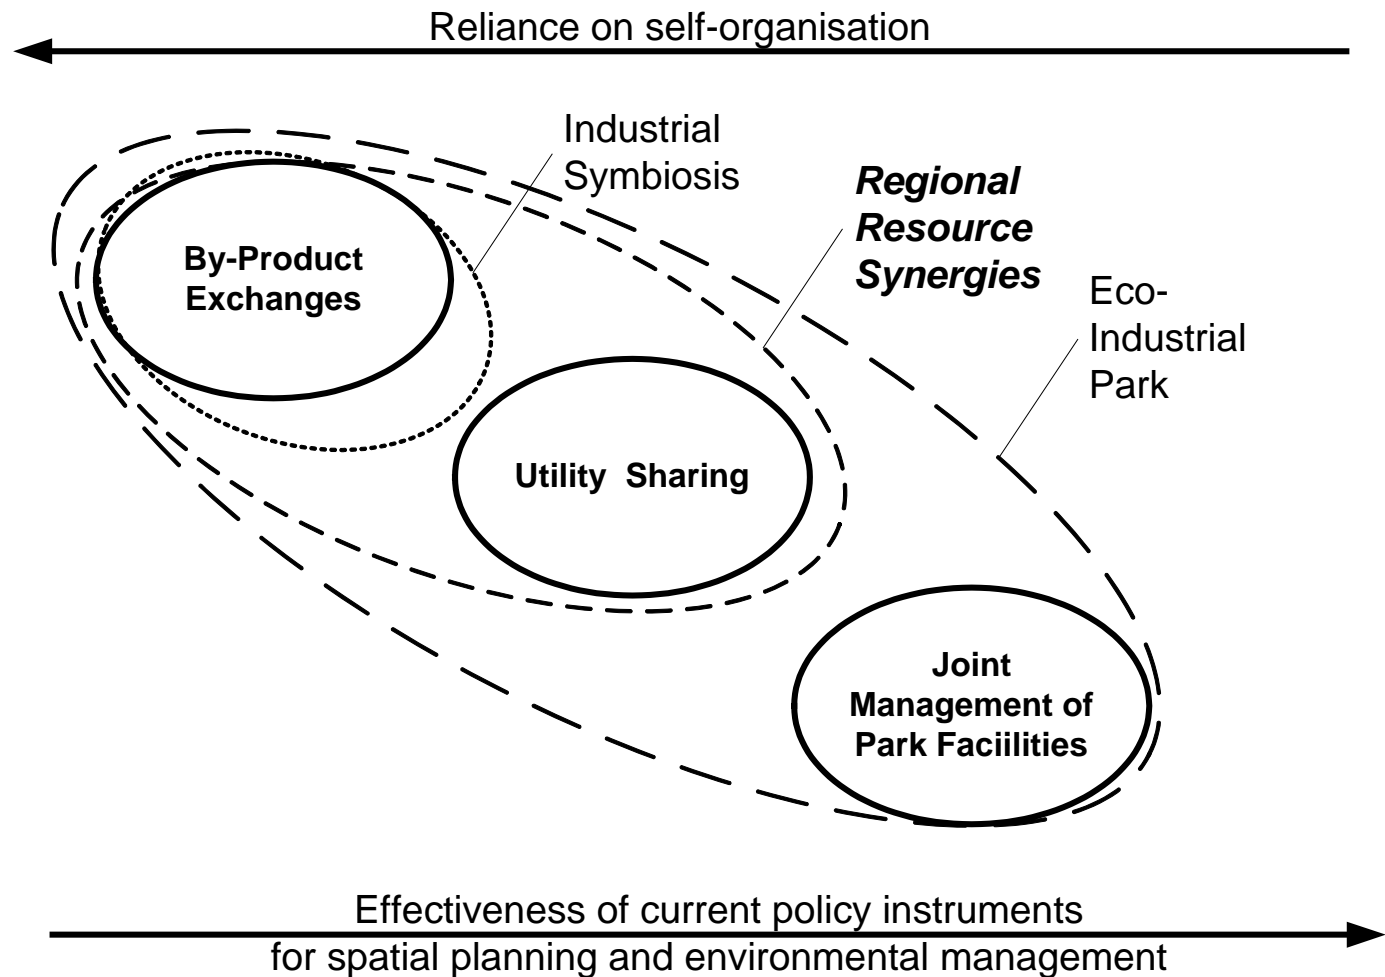 Reliance on self-organisation
Industrial
Symbiosis
Regional
Resource
Synergies
Eco-
Industrial
Park
By-Product
Exchanges
Utility Sharing
Joint
Management of
Park Faciilities
Effectiveness of current policy instruments
for spatial planning and environmental management